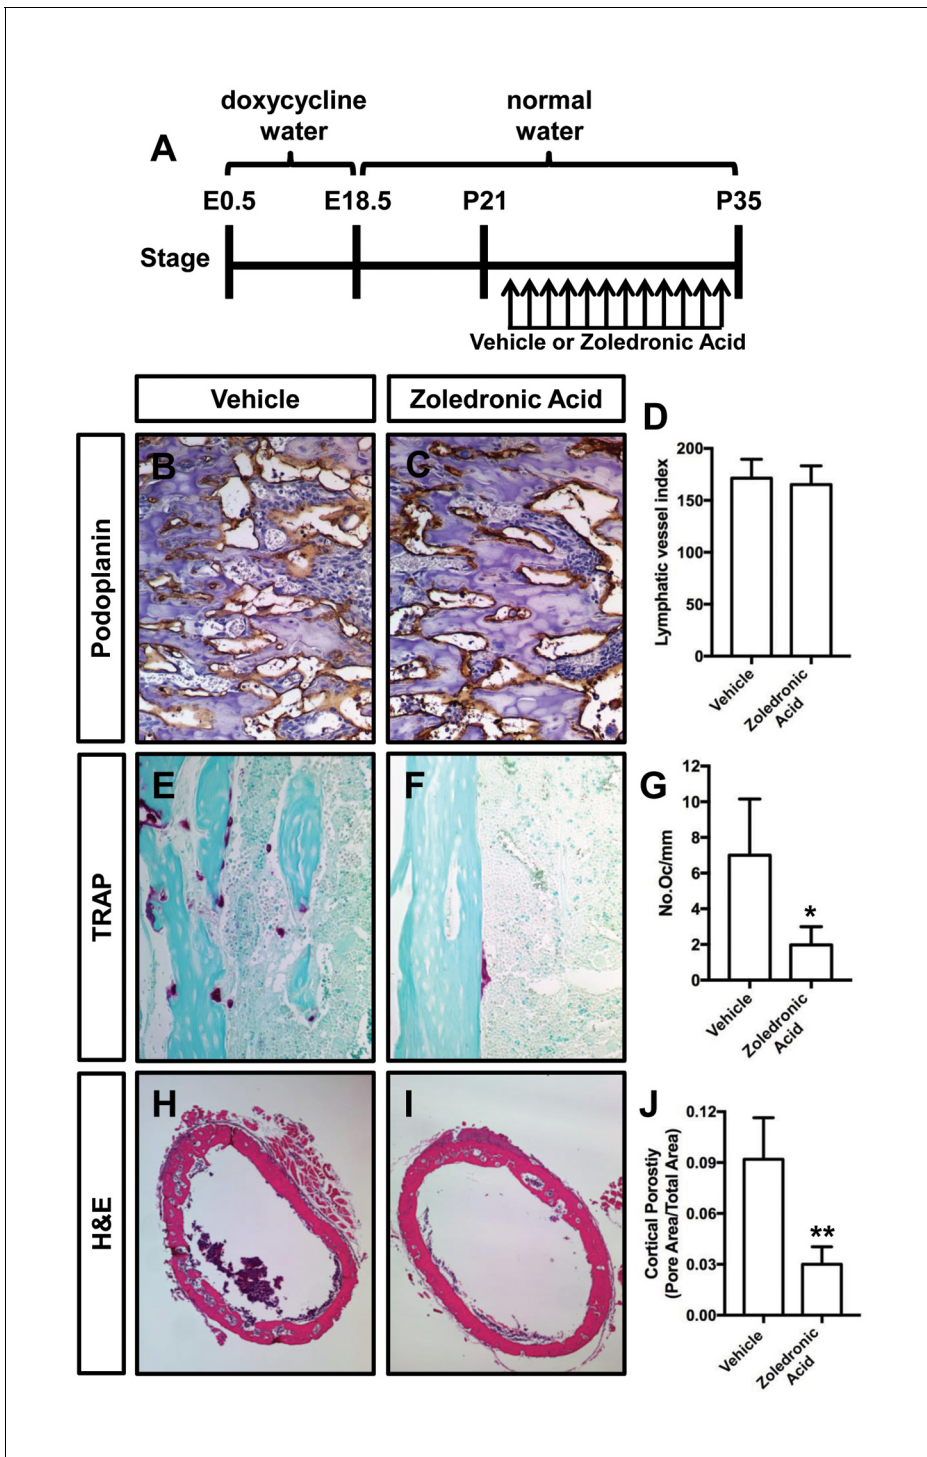 A
doxycycline
water
normal
water
E0.5
E18.5
P21
P35
Stage
Vehicle or Zoledronic Acid
Vehicle
Zoledronic Acid
Podoplanin
B
C
D
Lymphatic vessel index
200
150
100
50
0
Vehicle
Zoledronic
Acid
TRAP
E
F
G
No.Oc/mm
12
10
8
6
4
2
0
*
Vehicle
Zoledronic
Acid
H&E
H
I
J
Cortical Porostiy
(Pore Area/Total Area)
0.12
0.09
0.06
0.03
0.00
**
Vehicle
Zoledronic
Acid